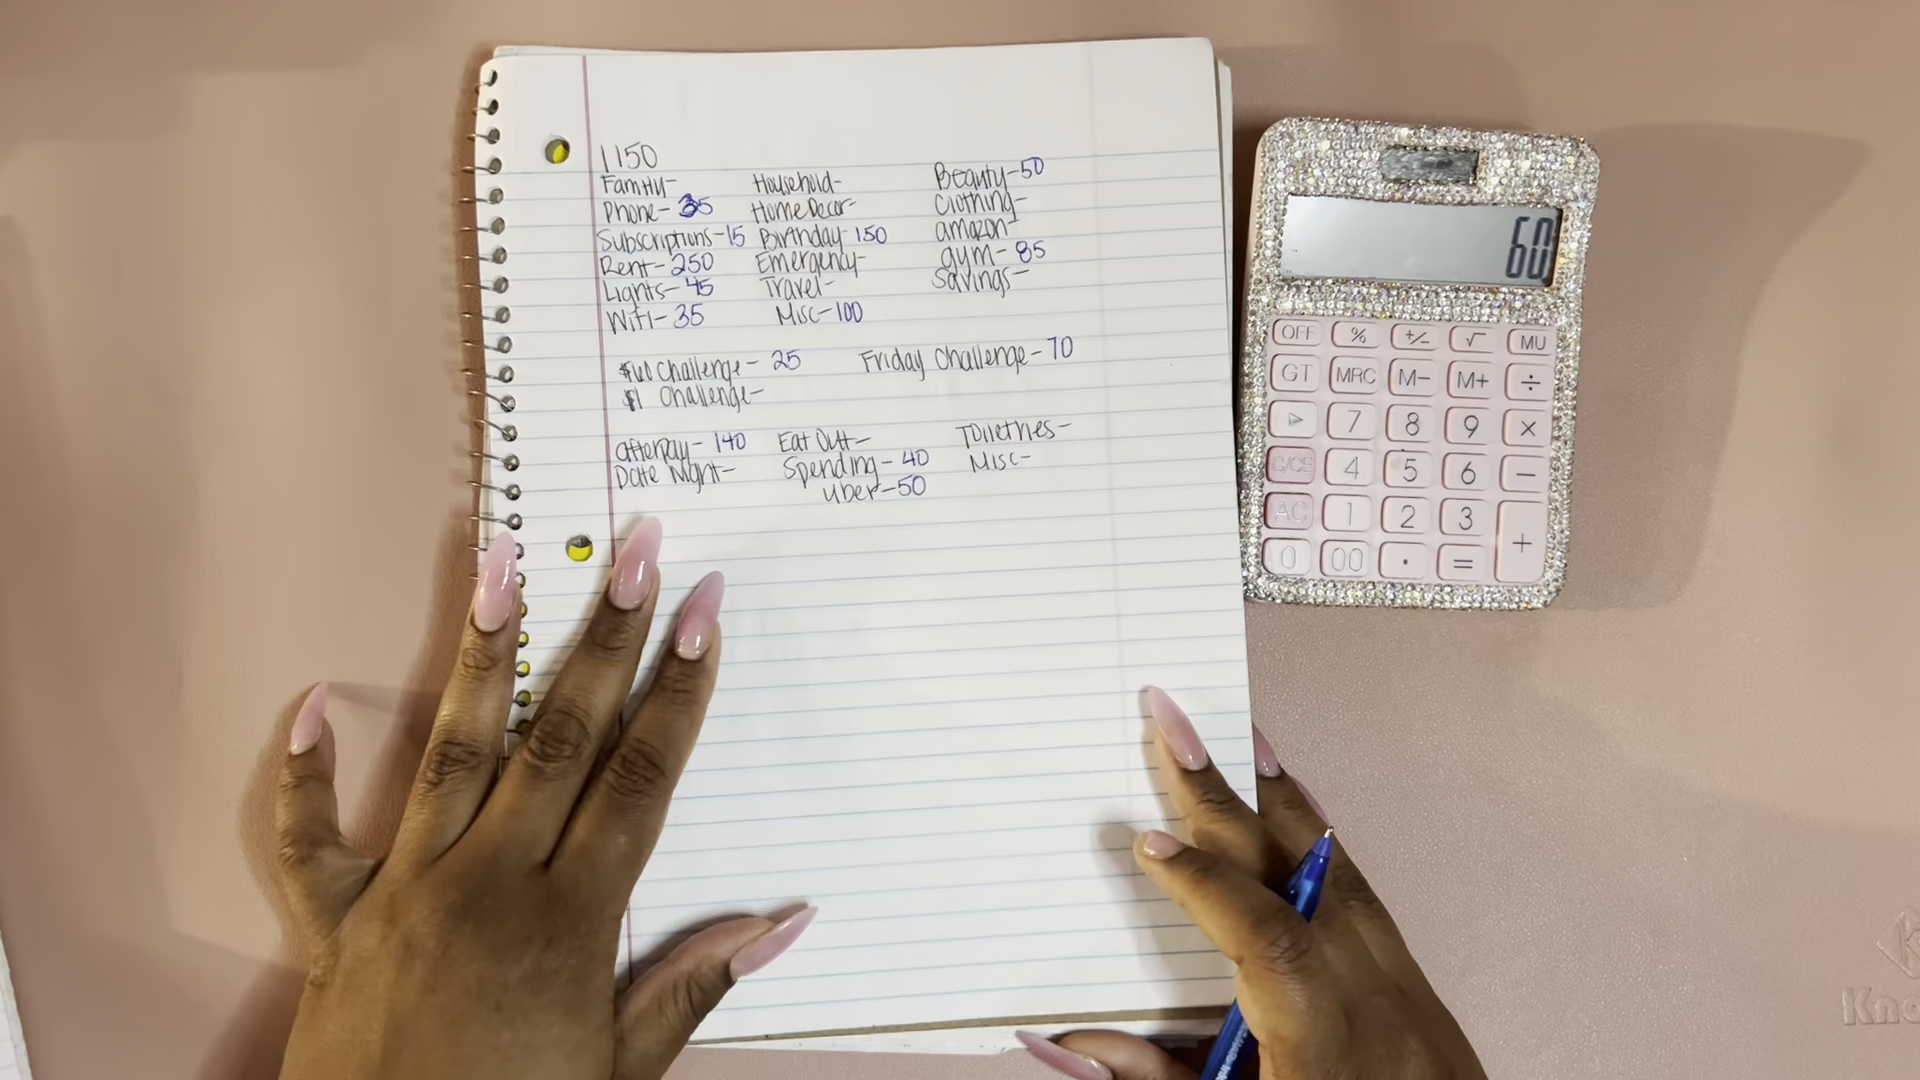 1150
Family-
Phone- 35
Subscriptions-15
Rent-250
Lights-45
Wifi-35
Household-
Home Decor-
Birthday-150
Emergency-
Travel-
Misc-100
Beauty-50
Clothing-
amazon-
gym-85
Savings-
Challenge- 25
$1 Challenge-
Friday Challenge-70
afterpay-140
Date Night-
Eat Out-
Spending-40
Uber-50
Toiletries-
Misc-
60
OFF % +/- √ MU
GT MRC M- M+ ÷
▶ 7 8 9 ×
C/CE 4 5 6 −
AC 1 2 3 +
0 00 . =